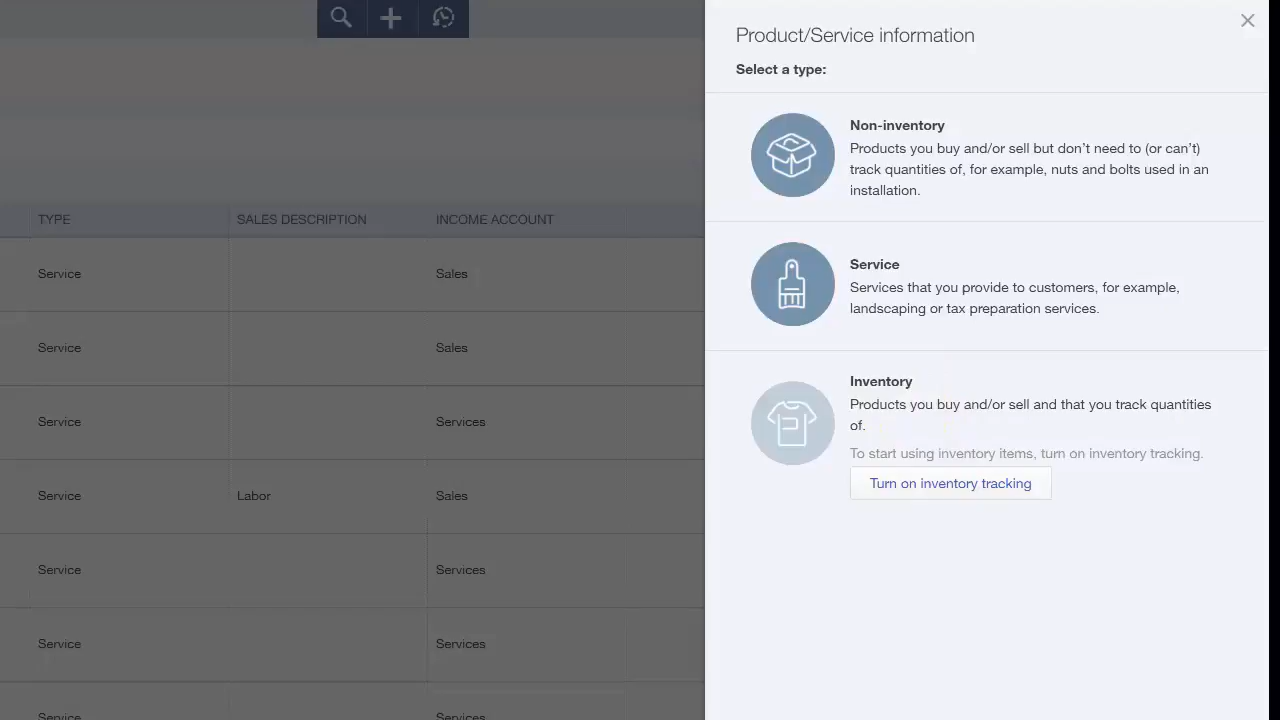 Product/Service information
Select a type:
Non-inventory
Products you buy and/or sell but don't need to (or can't)
track quantities of, for example, nuts and bolts used in an
installation.
Service
Services that you provide to customers, for example,
landscaping or tax preparation services.
Inventory
Products you buy and/or sell and that you track quantities
of.
To start using inventory items, turn on inventory tracking.
Turn on inventory tracking
TYPE SALES DESCRIPTION INCOME ACCOUNT
Service Sales
Service Sales
Service Services
Service Labor Sales
Service Services
Service Services
Service Services